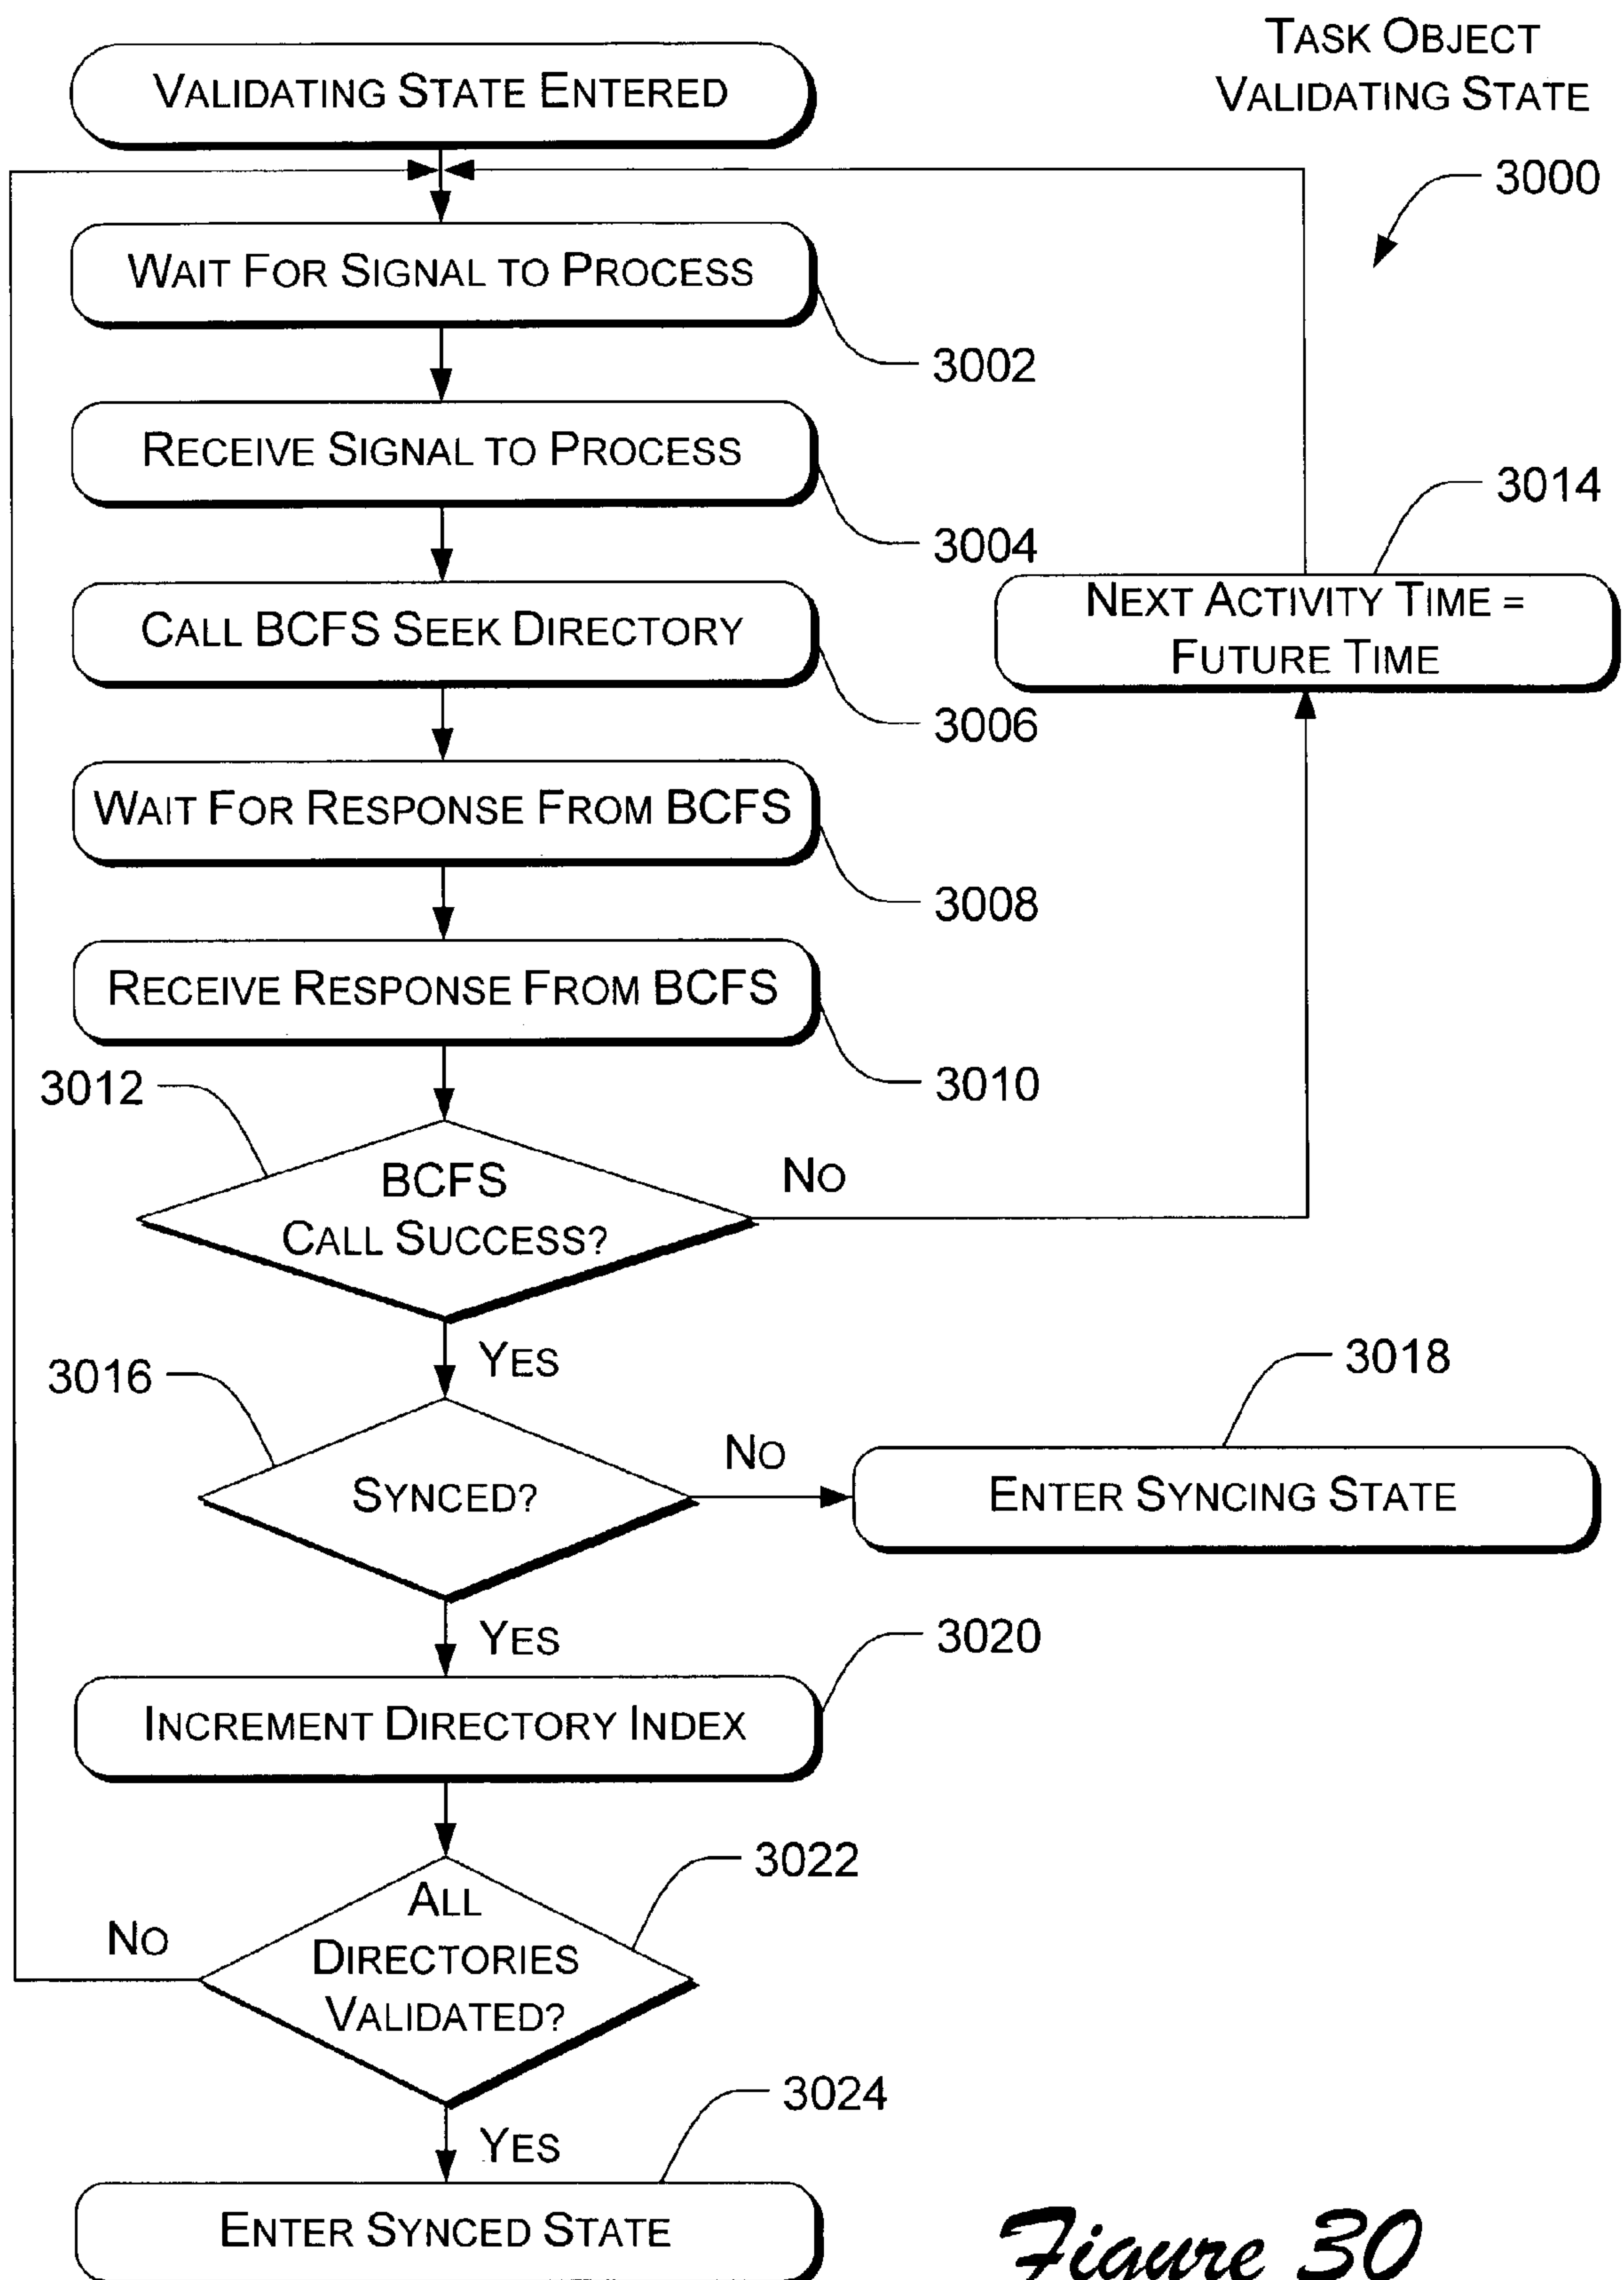 TASK OBJECT
VALIDATING STATE
VALIDATING STATE ENTERED
3000
WAIT FOR SIGNAL TO PROCESS
3002
RECEIVE SIGNAL TO PROCESS
3004
3014
NEXT ACTIVITY TIME =
FUTURE TIME
CALL BCFS SEEK DIRECTORY
3006
WAIT FOR RESPONSE FROM BCFS
3008
RECEIVE RESPONSE FROM BCFS
3010
3012
BCFS
CALL SUCCESS?
NO
YES
3016
SYNCED?
NO
3018
ENTER SYNCING STATE
YES
3020
INCREMENT DIRECTORY INDEX
3022
ALL
DIRECTORIES
VALIDATED?
NO
YES
3024
ENTER SYNCED STATE
Figure 30